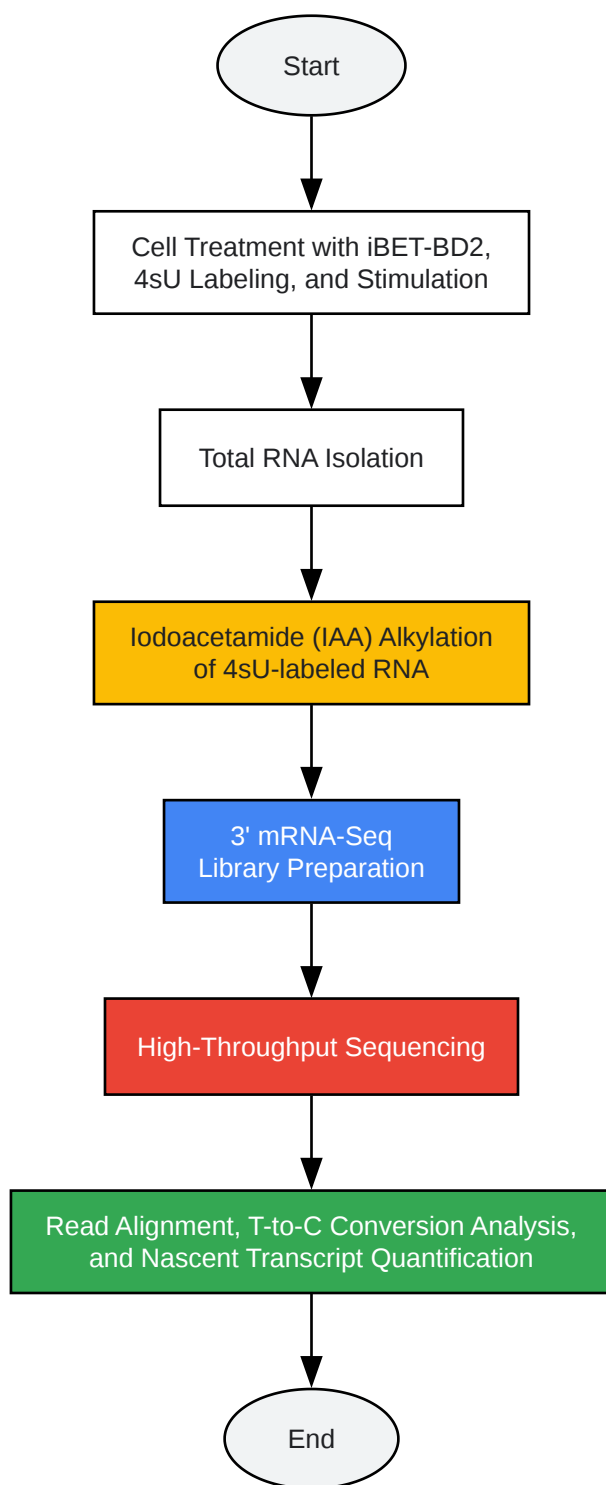 Start
Cell Treatment with iBET-BD2,
4sU Labeling, and Stimulation
Total RNA Isolation
Iodoacetamide (IAA) Alkylation
of 4sU-labeled RNA
3' mRNA-Seq
Library Preparation
High-Throughput Sequencing
Read Alignment, T-to-C Conversion Analysis,
and Nascent Transcript Quantification
End